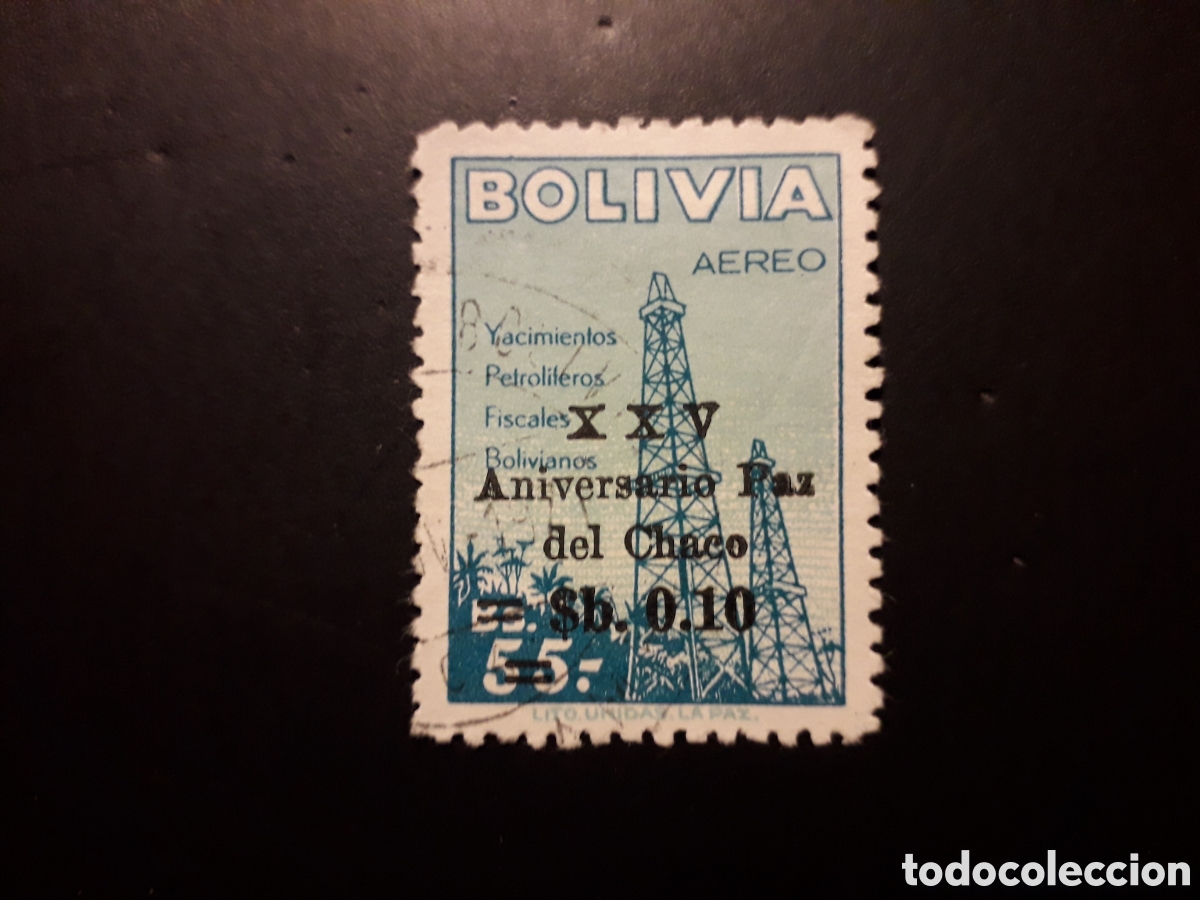 BOLIVIA
AEREO
Yacimientos
Petroliferos
Fiscales
XXV
Bolivianos
Aniversario Paz
del Chaco
Bs. $b. 0.10
55.-
LITO. UNIDAS. LA PAZ.
todocoleccion